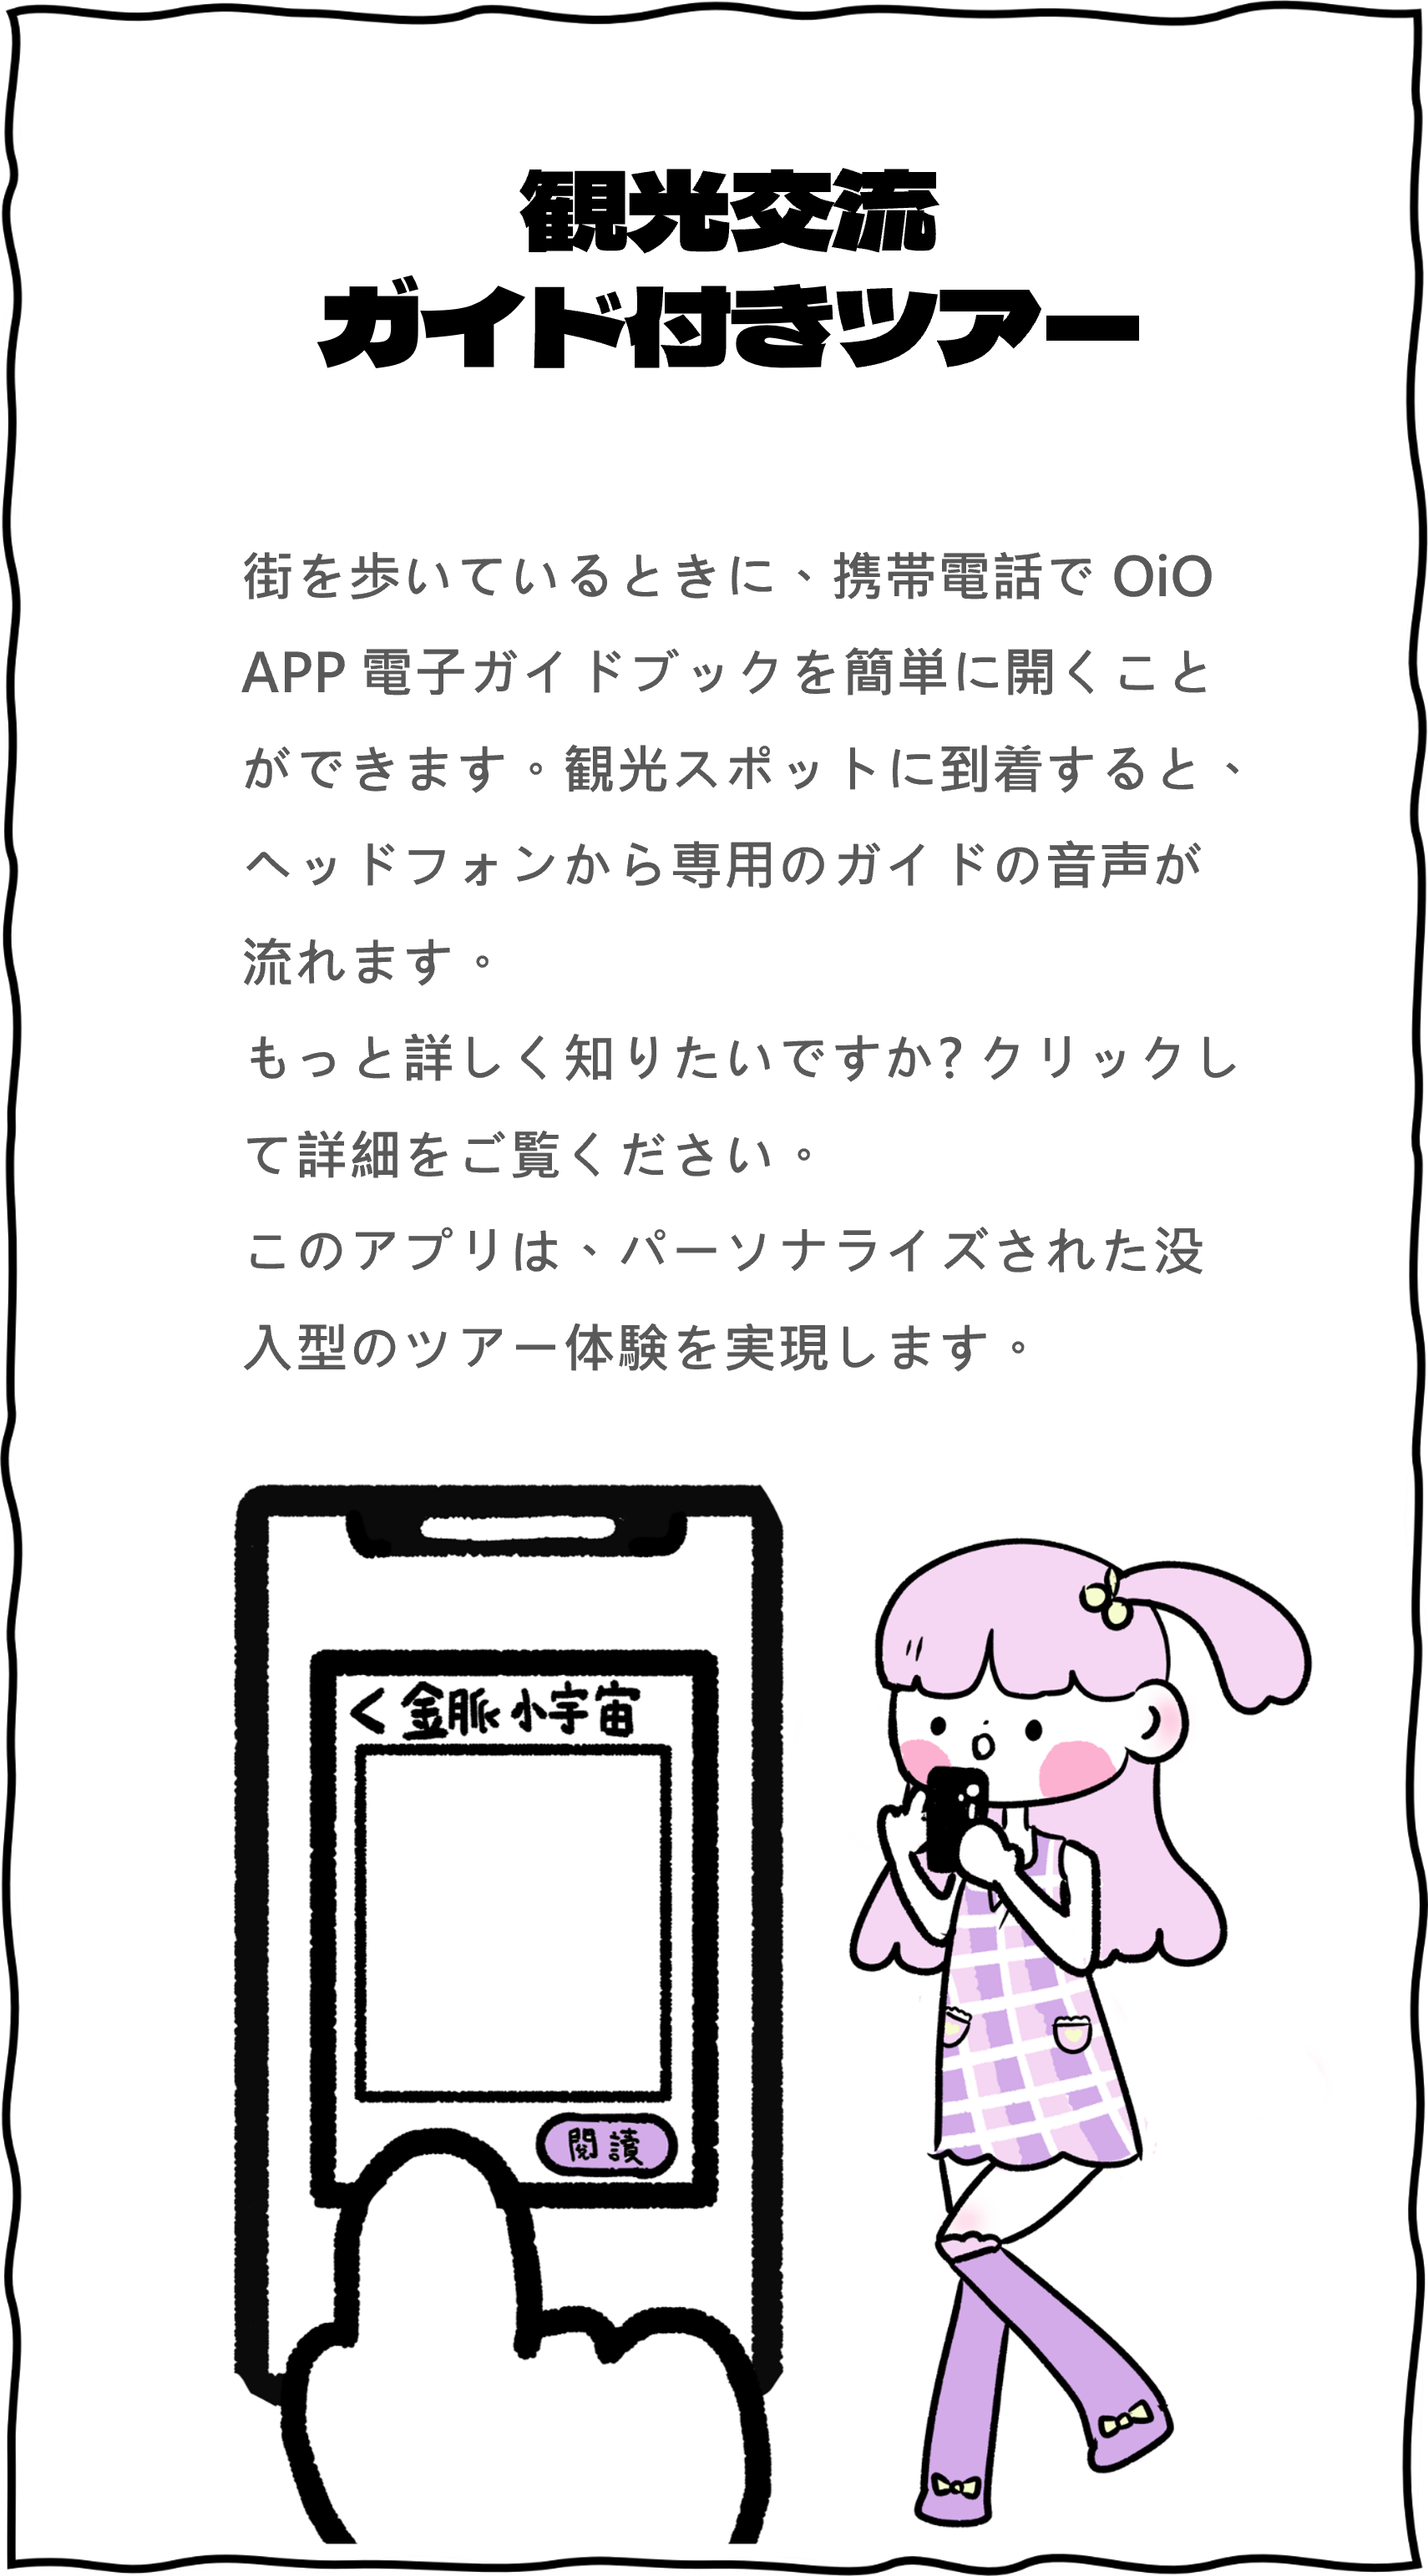 観光交流
ガイド付きツアー
街を歩いているときに、携帯電話で OiO
APP 電子ガイドブックを簡単に開くこと
ができます。観光スポットに到着すると、
ヘッドフォンから専用のガイドの音声が
流れます。
もっと詳しく知りたいですか? クリックし
て詳細をご覧ください。
このアプリは、パーソナライズされた没
入型のツアー体験を実現します。
< 金脈小宇宙
閱讀